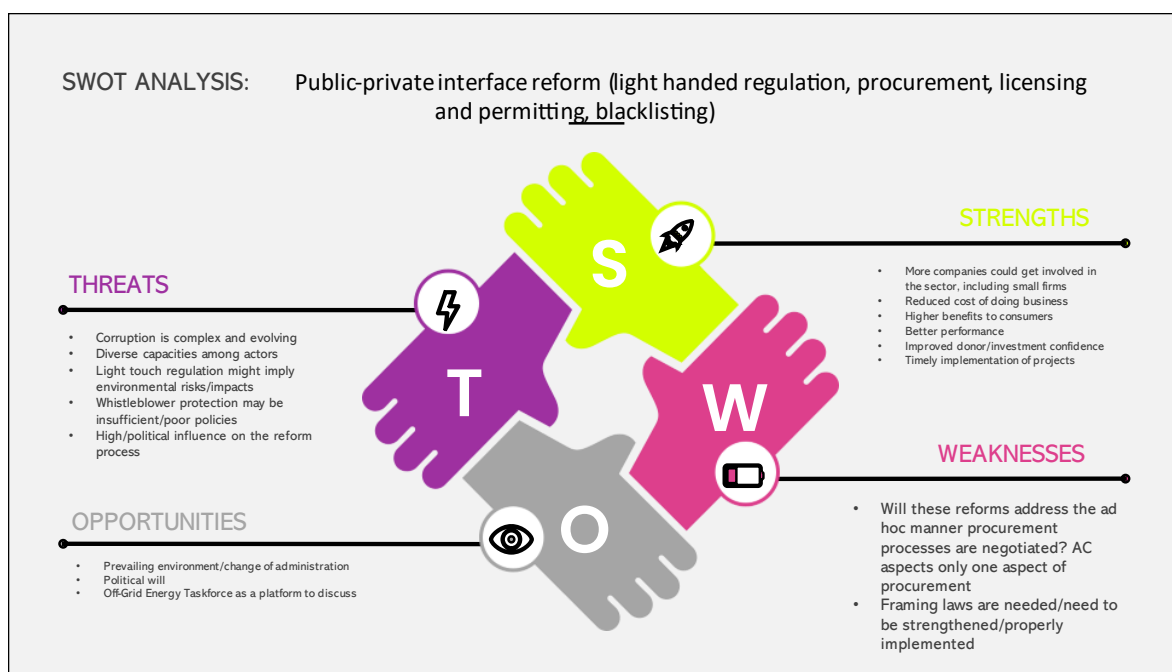 SWOT ANALYSIS: Public-private interface reform (light handed regulation, procurement, licensing
and permitting, blacklisting)
S
STRENGTHS
• More companies could get involved in
the sector, including small firms
• Reduced cost of doing business
• Higher benefits to consumers
• Better performance
• Improved donor/investment confidence
• Timely implementation of projects
THREATS
• Corruption is complex and evolving
• Diverse capacities among actors
• Light touch regulation might imply
environmental risks/impacts
• Whistleblower protection may be
insufficient/poor policies
• High/political influence on the reform
process
T
W
WEAKNESSES
• Will these reforms address the ad
hoc manner procurement
processes are negotiated? AC
aspects only one aspect of
procurement
• Framing laws are needed/need to
be strengthened/properly
implemented
OPPORTUNITIES
• Prevailing environment/change of administration
• Political will
• Off-Grid Energy Taskforce as a platform to discuss
O